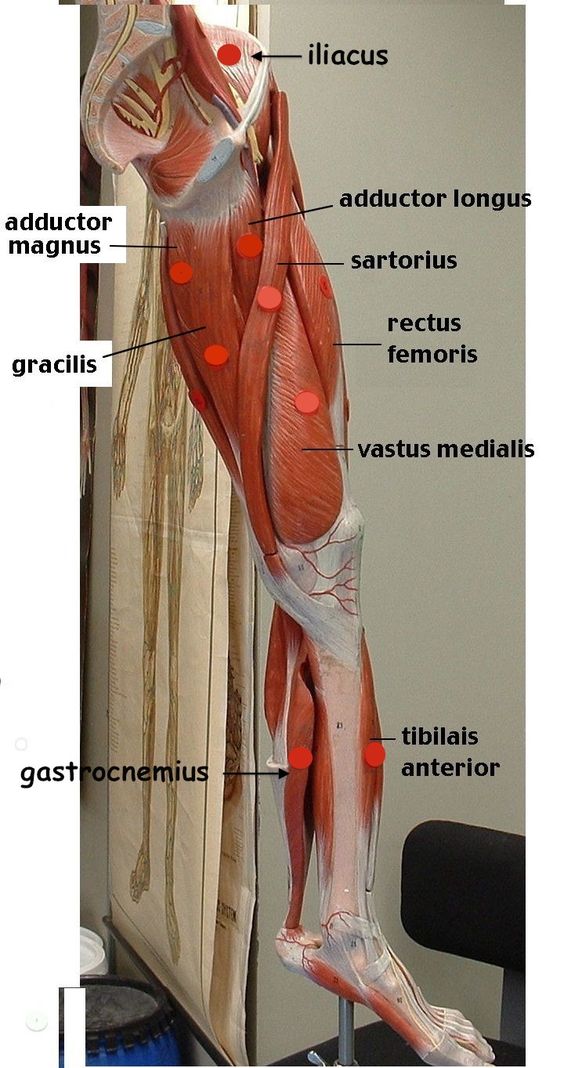 iliacus
adductor longus
adductor
magnus
sartorius
rectus
femoris
gracilis
vastus medialis
tibilais
anterior
gastrocnemius